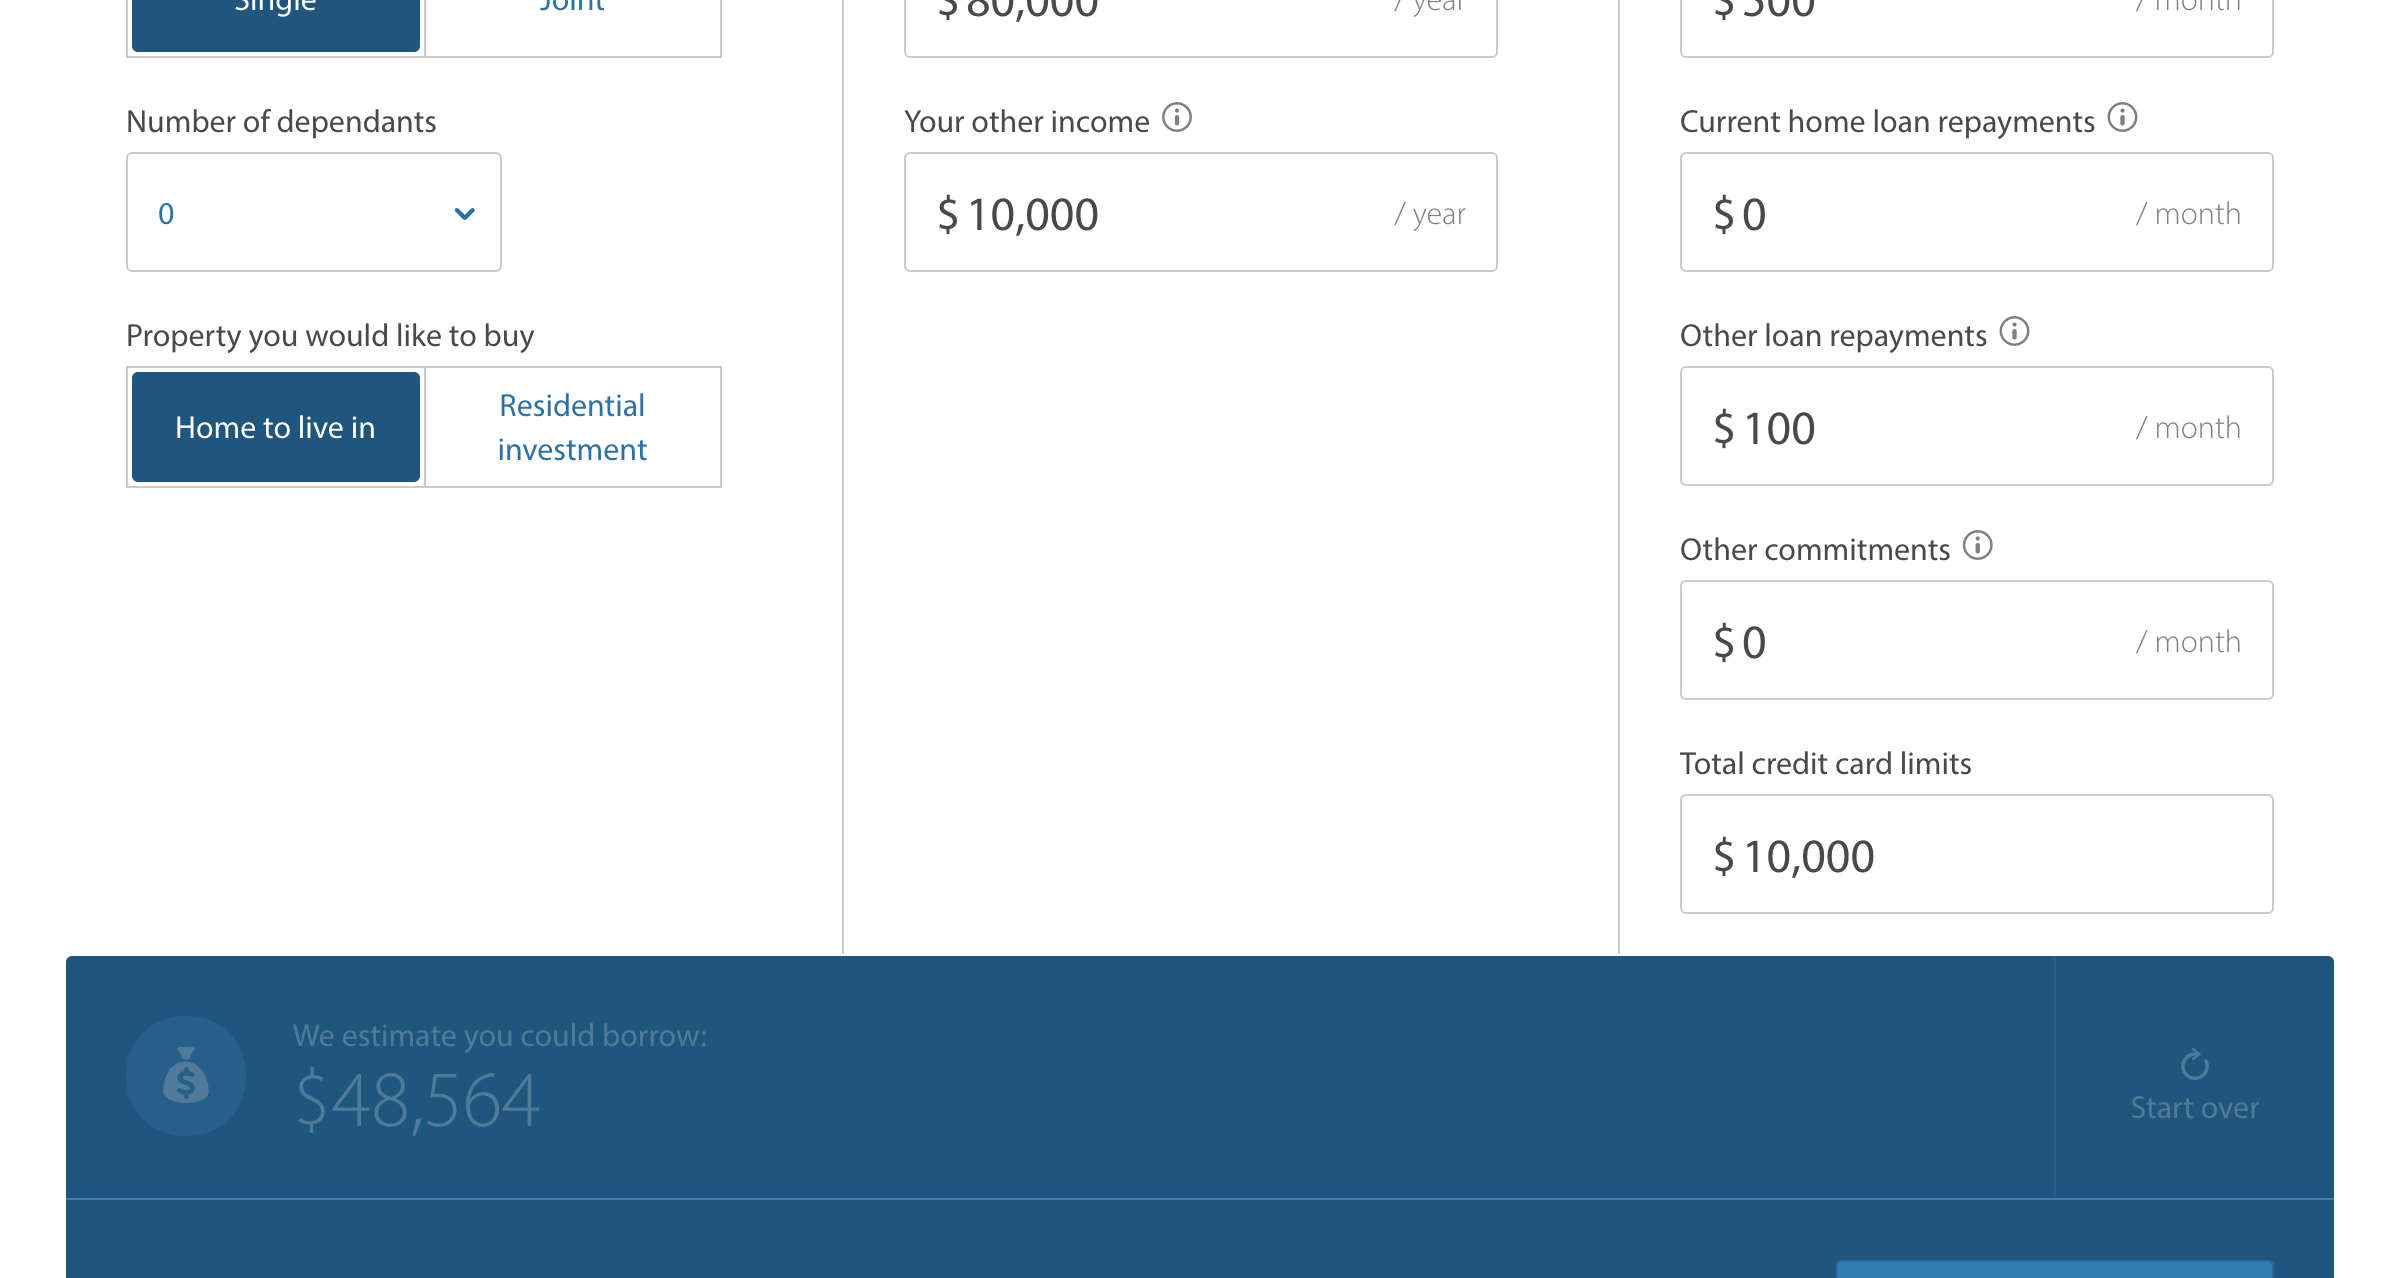 Single
Joint
$ 80,000
/ year
$ 500
/ month
Number of dependants
0
Your other income
$ 10,000
/ year
Current home loan repayments
$ 0
/ month
Property you would like to buy
Home to live in
Residential
investment
Other loan repayments
$ 100
/ month
Other commitments
$ 0
/ month
Total credit card limits
$ 10,000
We estimate you could borrow:
$48,564
Start over